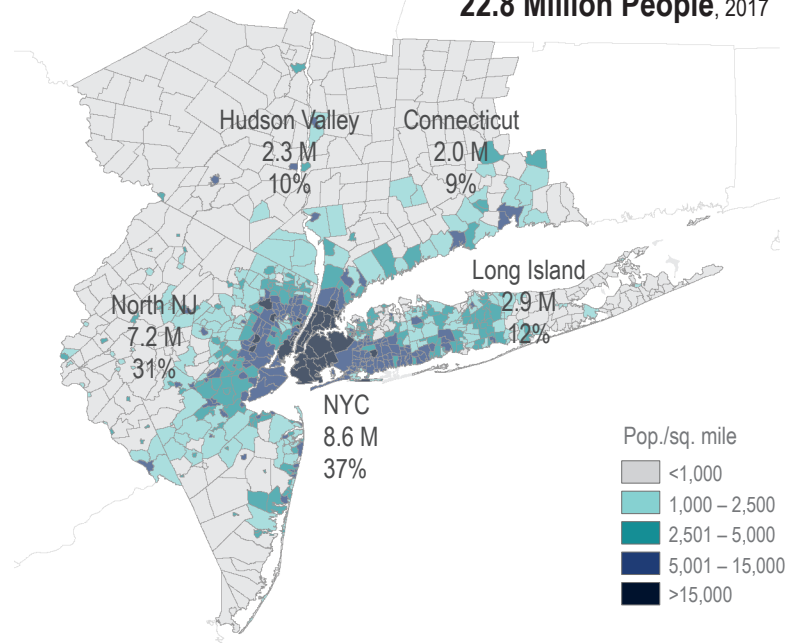 22.8 Million People, 2017
Hudson Valley
2.3 M
10%
Connecticut
2.0 M
9%
Long Island
2.9 M
12%
North NJ
7.2 M
31%
NYC
8.6 M
37%
Pop./sq. mile
<1,000
1,000 – 2,500
2,501 – 5,000
5,001 – 15,000
>15,000